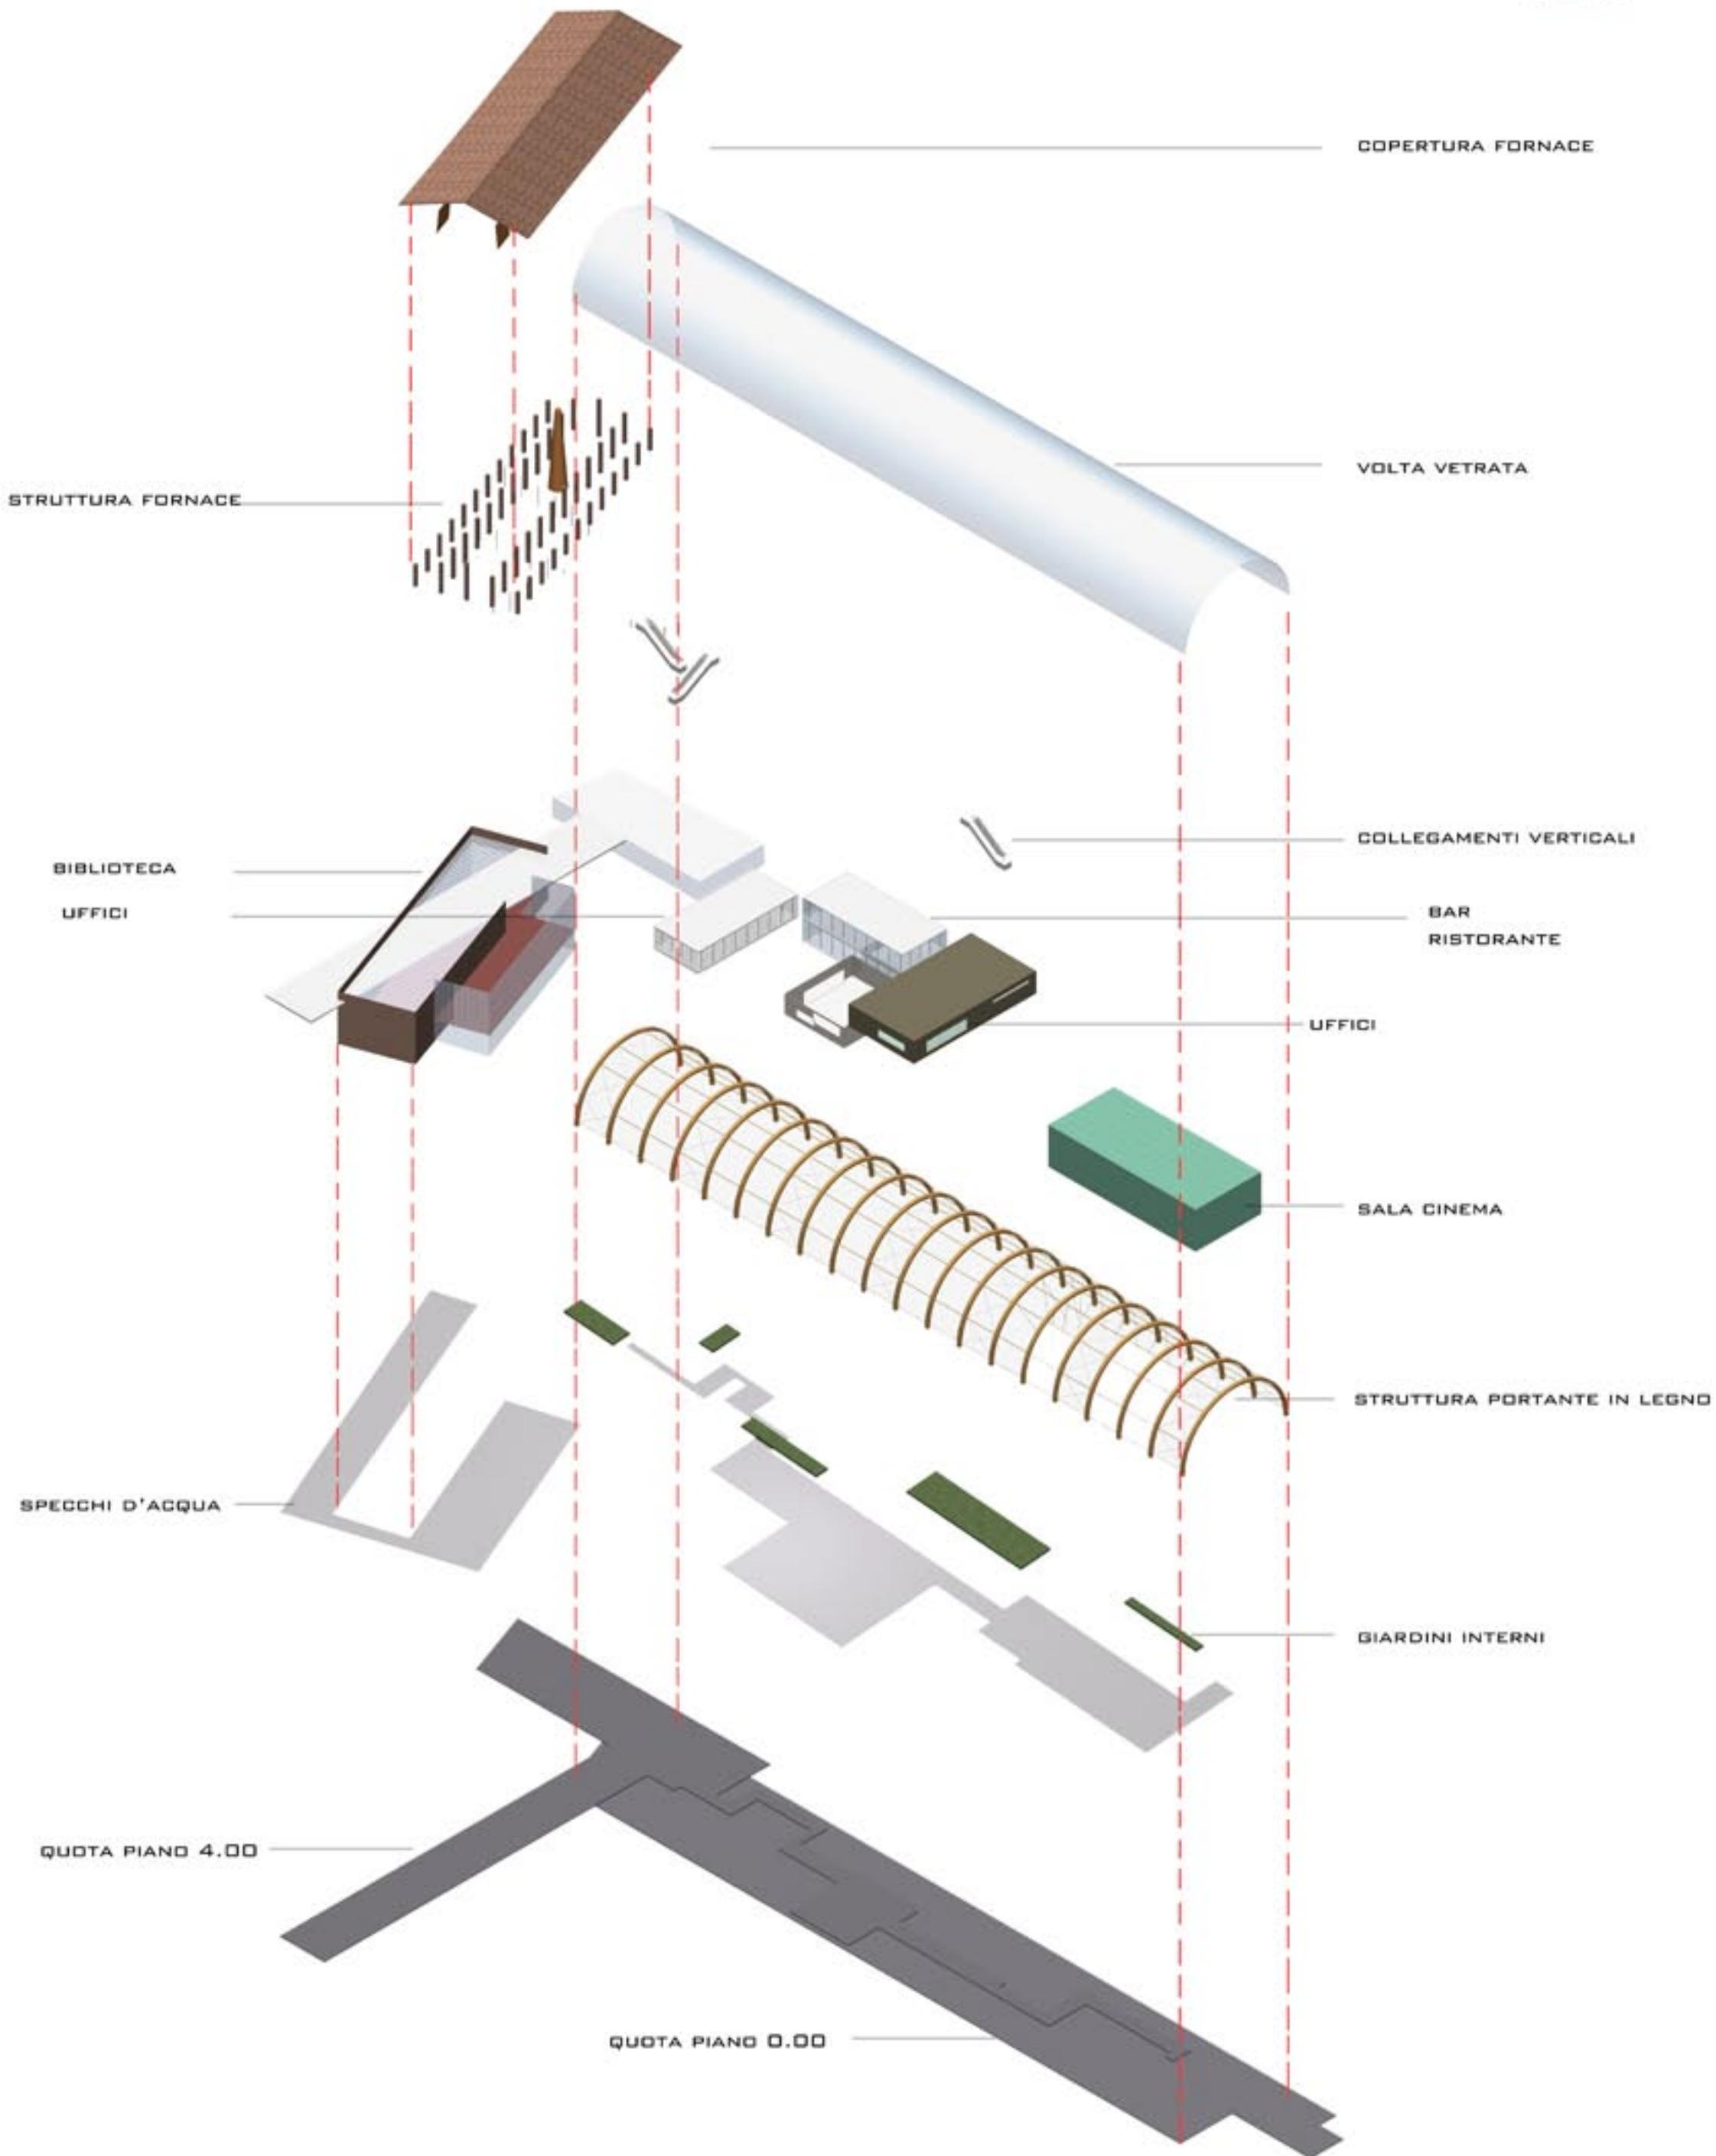 COPERTURA FORNACE
VOLTA VETRATA
STRUTTURA FORNACE
COLLEGAMENTI VERTICALI
BIBLIOTECA
UFFICI
BAR
RISTORANTE
UFFICI
SALA CINEMA
STRUTTURA PORTANTE IN LEGNO
SPECCHI D'ACQUA
GIARDINI INTERNI
QUOTA PIANO 4.00
QUOTA PIANO 0.00